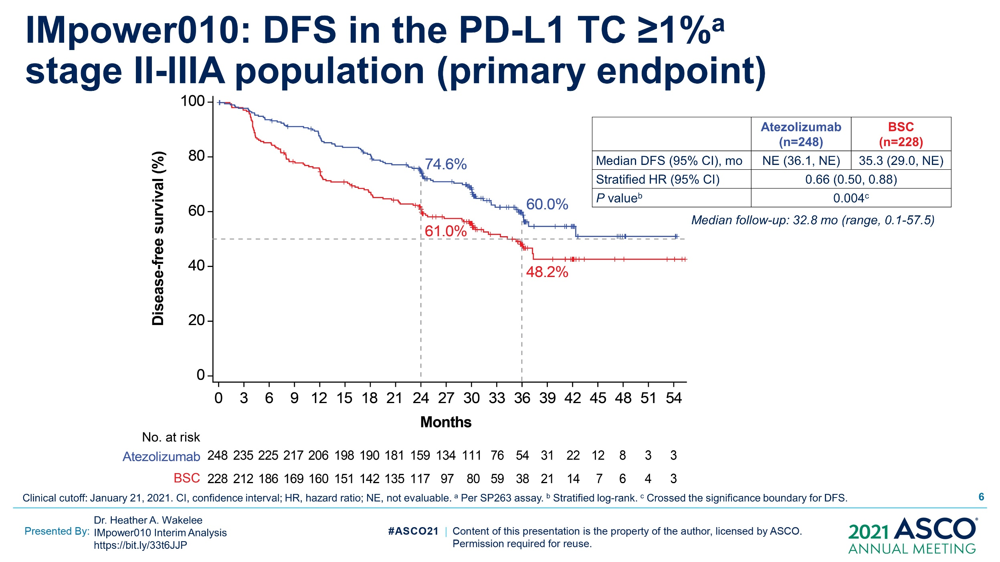 IMpower010: DFS in the PD-L1 TC ≥1%ᵃ
stage II-IIIA population (primary endpoint)
100
80
60
40
20
0
Disease-free survival (%)
74.6%
61.0%
60.0%
48.2%
Atezolizumab (n=248) BSC (n=228)
Median DFS (95% CI), mo NE (36.1, NE) 35.3 (29.0, NE)
Stratified HR (95% CI) 0.66 (0.50, 0.88)
P valueᵇ 0.004ᶜ
Median follow-up: 32.8 mo (range, 0.1-57.5)
0 3 6 9 12 15 18 21 24 27 30 33 36 39 42 45 48 51 54
Months
No. at risk
Atezolizumab 248 235 225 217 206 198 190 181 159 134 111 76 54 31 22 12 8 3 3
BSC 228 212 186 169 160 151 142 135 117 97 80 59 38 21 14 7 6 4 3
Clinical cutoff: January 21, 2021. CI, confidence interval; HR, hazard ratio; NE, not evaluable. ᵃ Per SP263 assay. ᵇ Stratified log-rank. ᶜ Crossed the significance boundary for DFS.
6
Presented By:
Dr. Heather A. Wakelee
IMpower010 Interim Analysis
https://bit.ly/33t6JJP
#ASCO21 | Content of this presentation is the property of the author, licensed by ASCO.
Permission required for reuse.
2021 ASCO®
ANNUAL MEETING